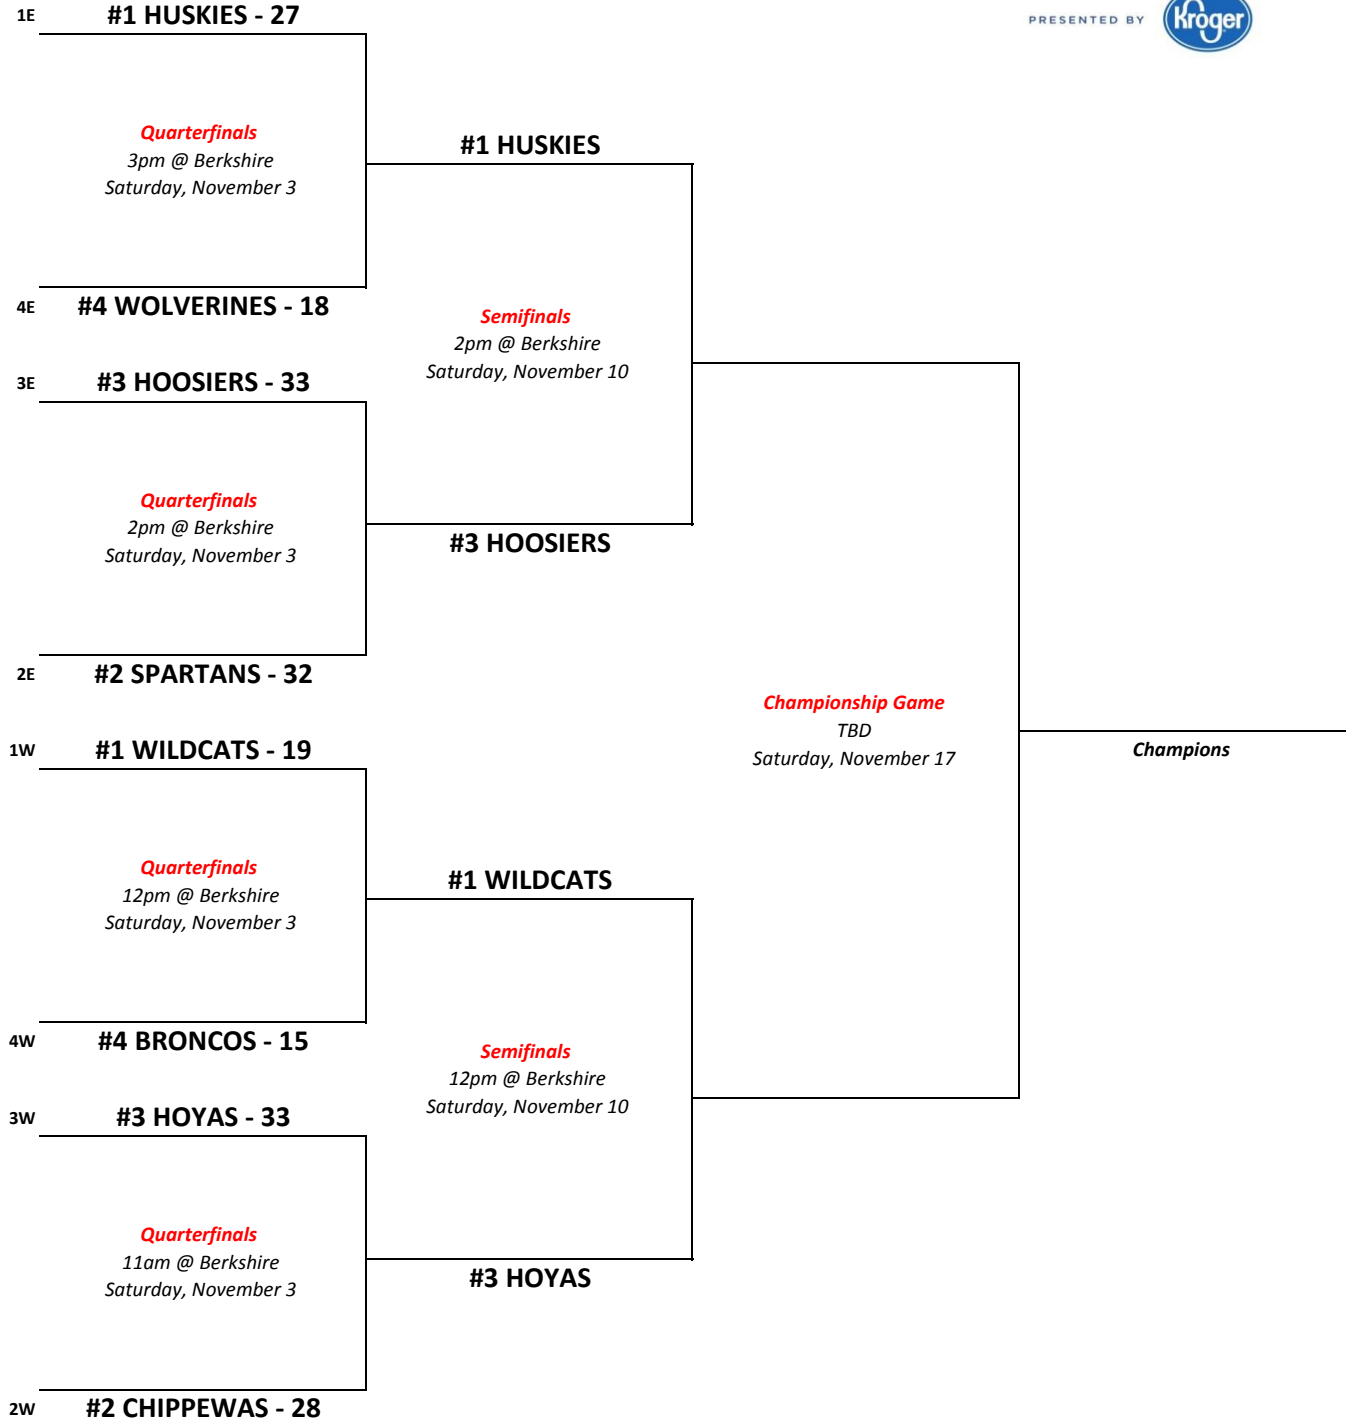 1E #1 HUSKIES - 27
PRESENTED BY Kroger
Quarterfinals
3pm @ Berkshire
Saturday, November 3
#1 HUSKIES
4E #4 WOLVERINES - 18
Semifinals
2pm @ Berkshire
Saturday, November 10
3E #3 HOOSIERS - 33
Quarterfinals
2pm @ Berkshire
Saturday, November 3
#3 HOOSIERS
2E #2 SPARTANS - 32
Championship Game
TBD
Saturday, November 17
Champions
1W #1 WILDCATS - 19
Quarterfinals
12pm @ Berkshire
Saturday, November 3
#1 WILDCATS
4W #4 BRONCOS - 15
Semifinals
12pm @ Berkshire
Saturday, November 10
3W #3 HOYAS - 33
Quarterfinals
11am @ Berkshire
Saturday, November 3
#3 HOYAS
2W #2 CHIPPEWAS - 28